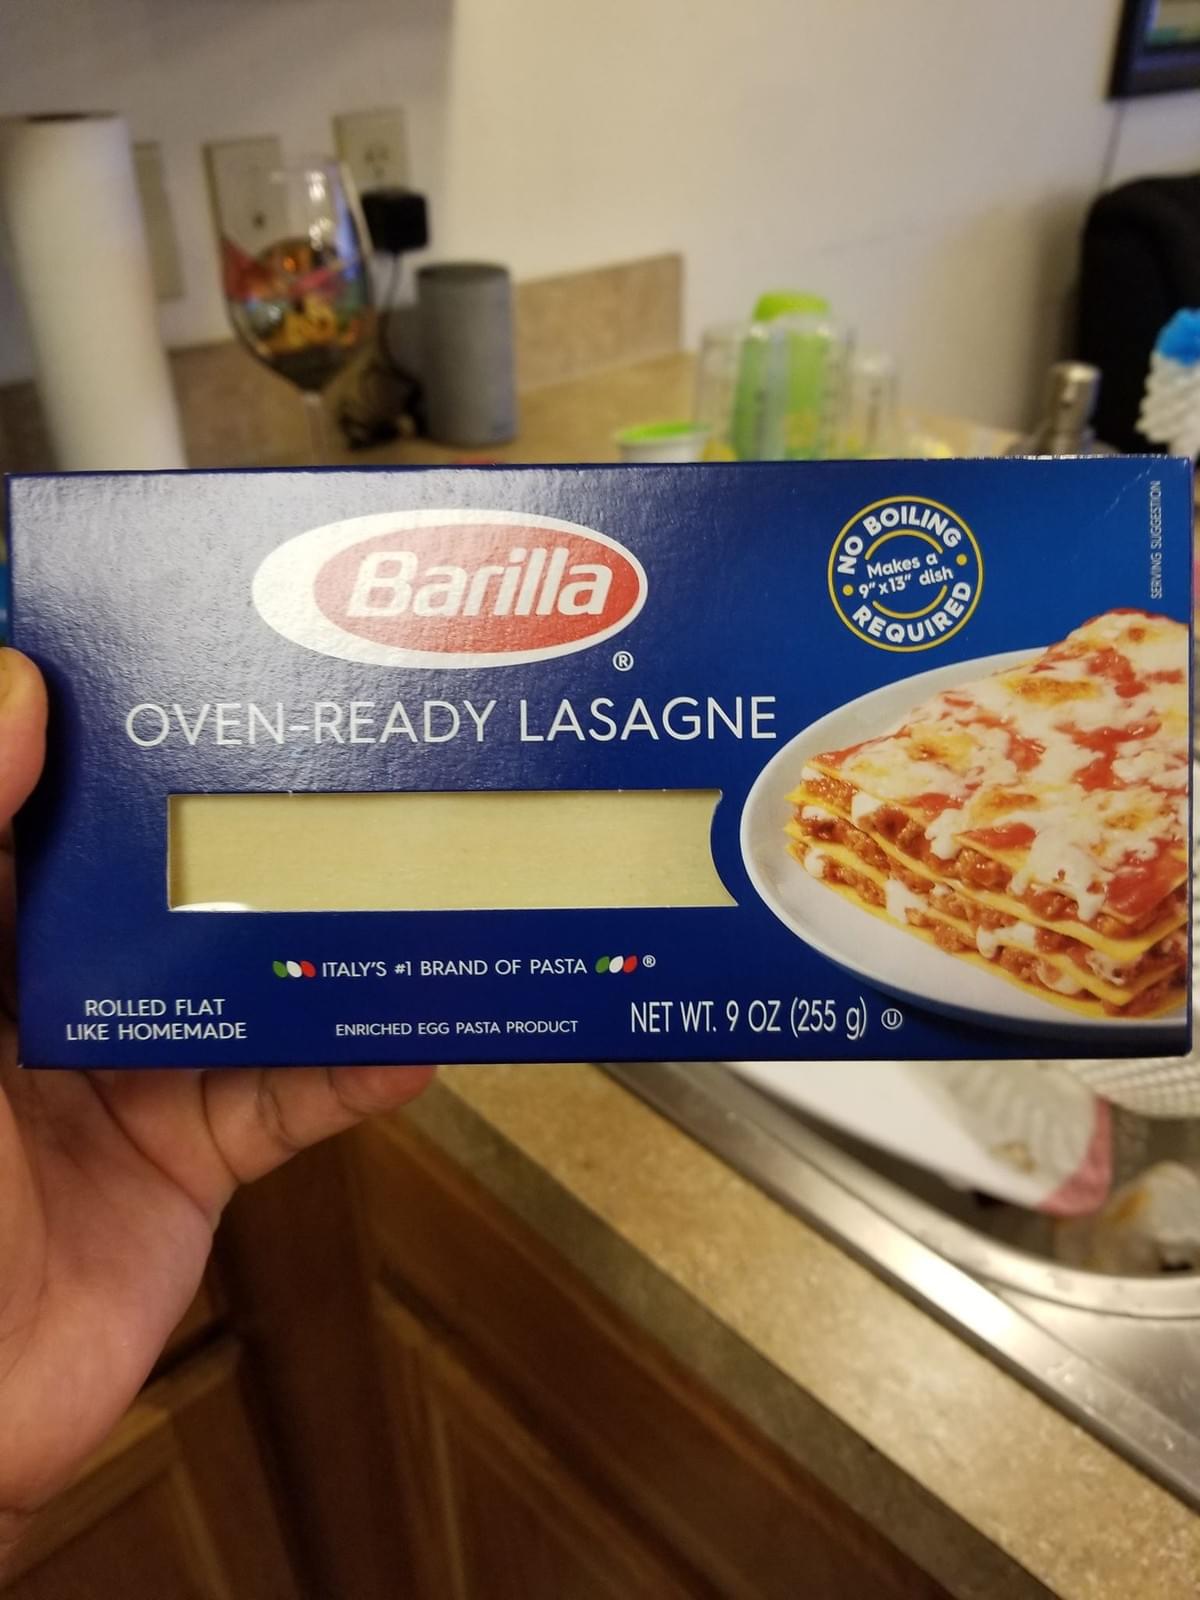 Barilla
®
OVEN-READY LASAGNE
NO BOILING
Makes a
9" x 13" dish
REQUIRED
SERVING SUGGESTION
ITALY'S #1 BRAND OF PASTA ®
ROLLED FLAT
LIKE HOMEMADE
ENRICHED EGG PASTA PRODUCT
NET WT. 9 OZ (255 g) U